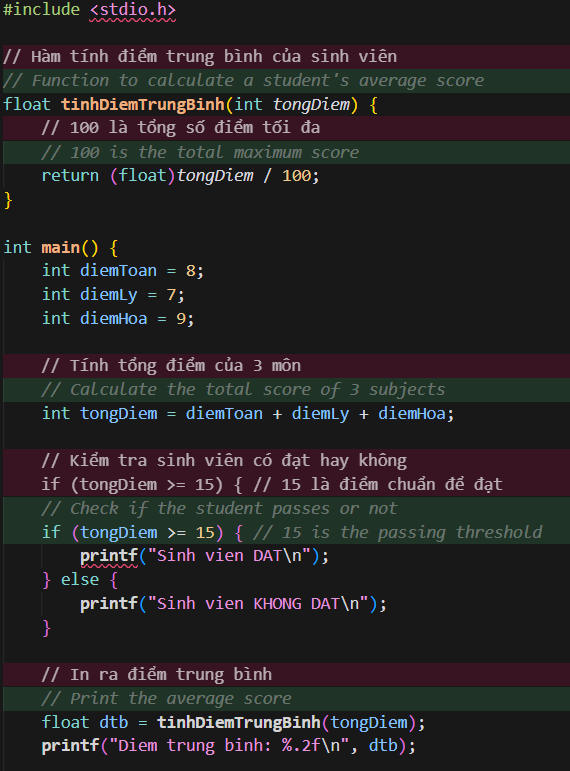 #include <stdio.h>
// Hàm tính điểm trung bình của sinh viên
// Function to calculate a student's average score
float tinhDiemTrungBinh(int tongDiem) {
// 100 là tổng số điểm tối đa
// 100 is the total maximum score
return (float)tongDiem / 100;
}
int main() {
int diemToan = 8;
int diemLy = 7;
int diemHoa = 9;
// Tính tổng điểm của 3 môn
// Calculate the total score of 3 subjects
int tongDiem = diemToan + diemLy + diemHoa;
// Kiểm tra sinh viên có đạt hay không
if (tongDiem >= 15) { // 15 là điểm chuẩn để đạt
// Check if the student passes or not
if (tongDiem >= 15) { // 15 is the passing threshold
printf("Sinh vien DAT\n");
} else {
printf("Sinh vien KHONG DAT\n");
}
// In ra điểm trung bình
// Print the average score
float dtb = tinhDiemTrungBinh(tongDiem);
printf("Diem trung binh: %.2f\n", dtb);